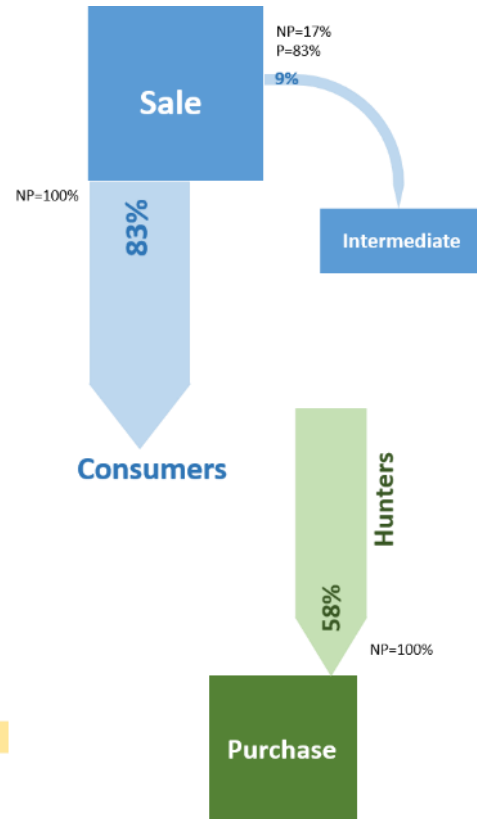 NP=17%
P=83%
9%
Sale
NP=100%
83%
Intermediate
Consumers
Hunters
58%
NP=100%
Purchase